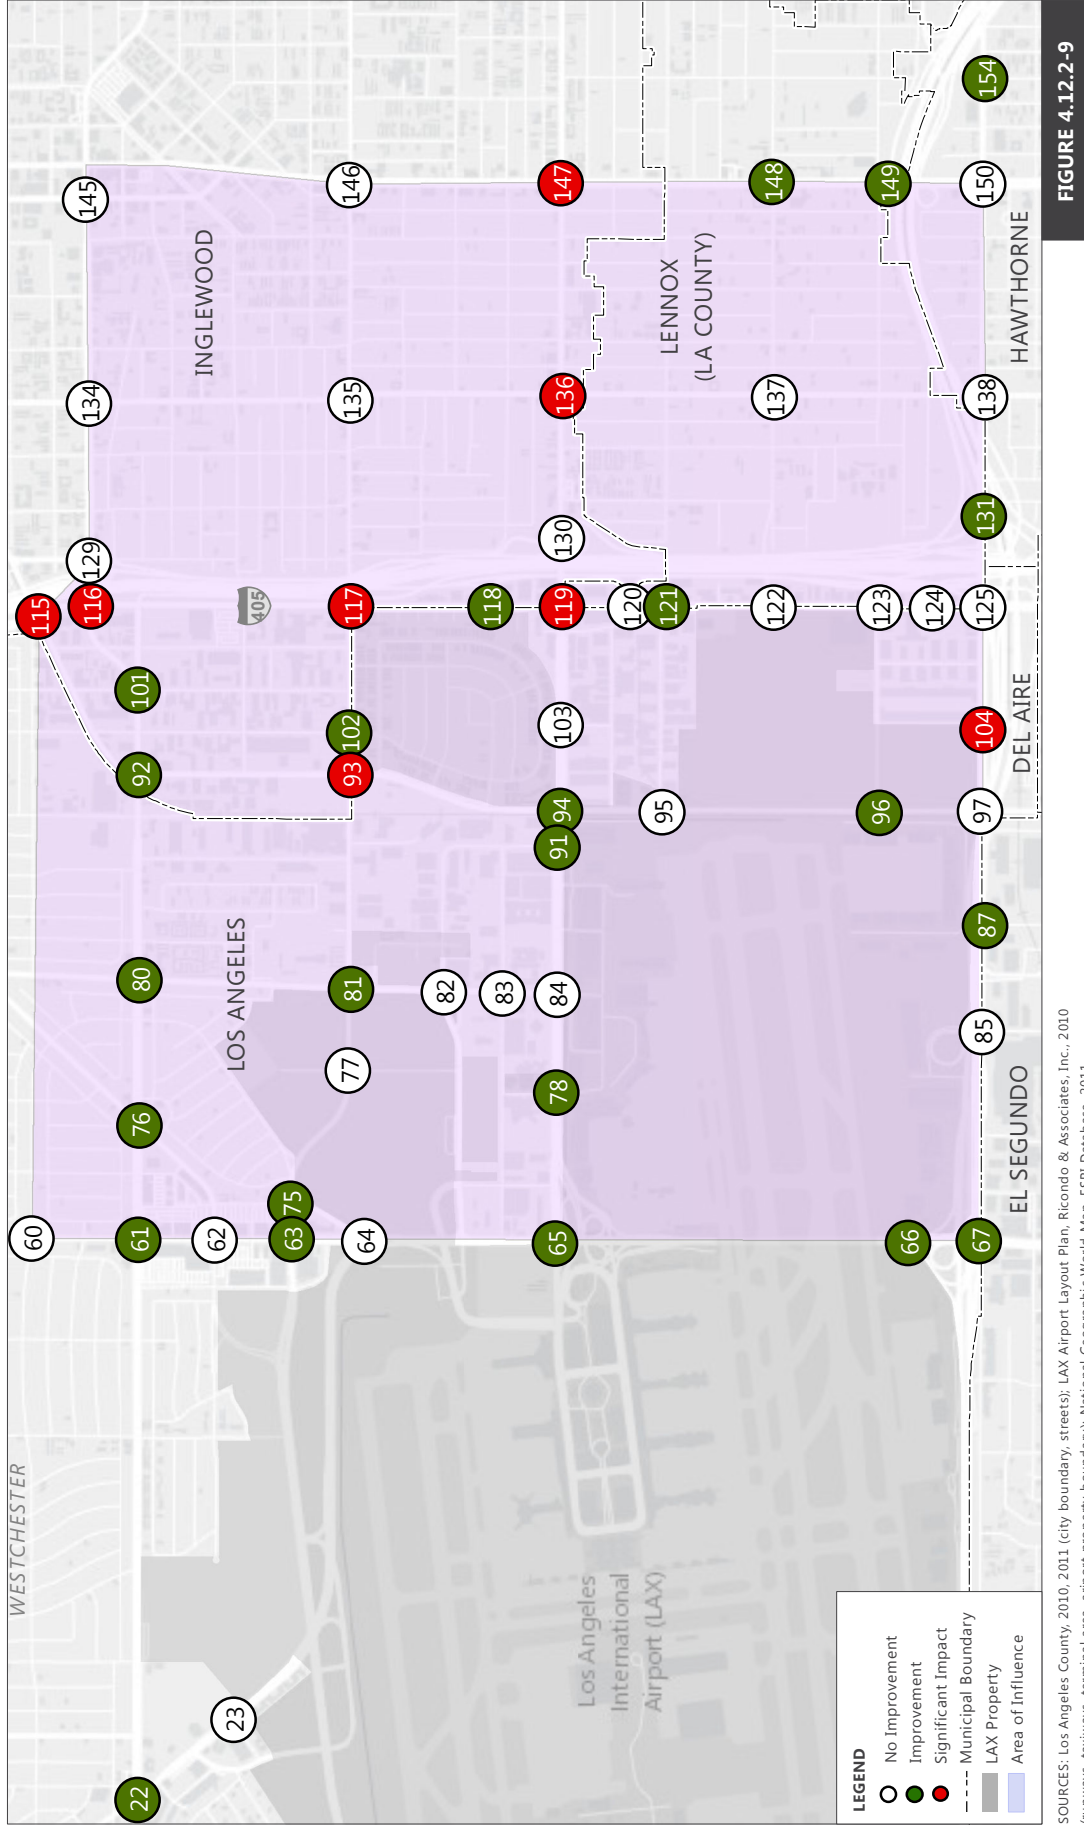 WESTCHESTER
60
115
129
134
145
116
22
61
76
80
92
101
INGLEWOOD
62
23
LOS ANGELES
405
63
75
64
77
81
93
102
117
135
146
82
118
83
65
78
84
91
94
103
119
130
136
147
Los Angeles
International
Airport (LAX)
120
95
121
LENNOX
(LA COUNTY)
122
137
148
96
123
149
66
124
67
85
87
97
104
125
131
138
150
154
EL SEGUNDO
DEL AIRE
HAWTHORNE
LEGEND
No Improvement
Improvement
Significant Impact
Municipal Boundary
LAX Property
Area of Influence
SOURCES: Los Angeles County, 2010, 2011 (city boundary, streets); LAX Airport Layout Plan, Ricondo & Associates, Inc., 2010
FIGURE 4.12.2-9